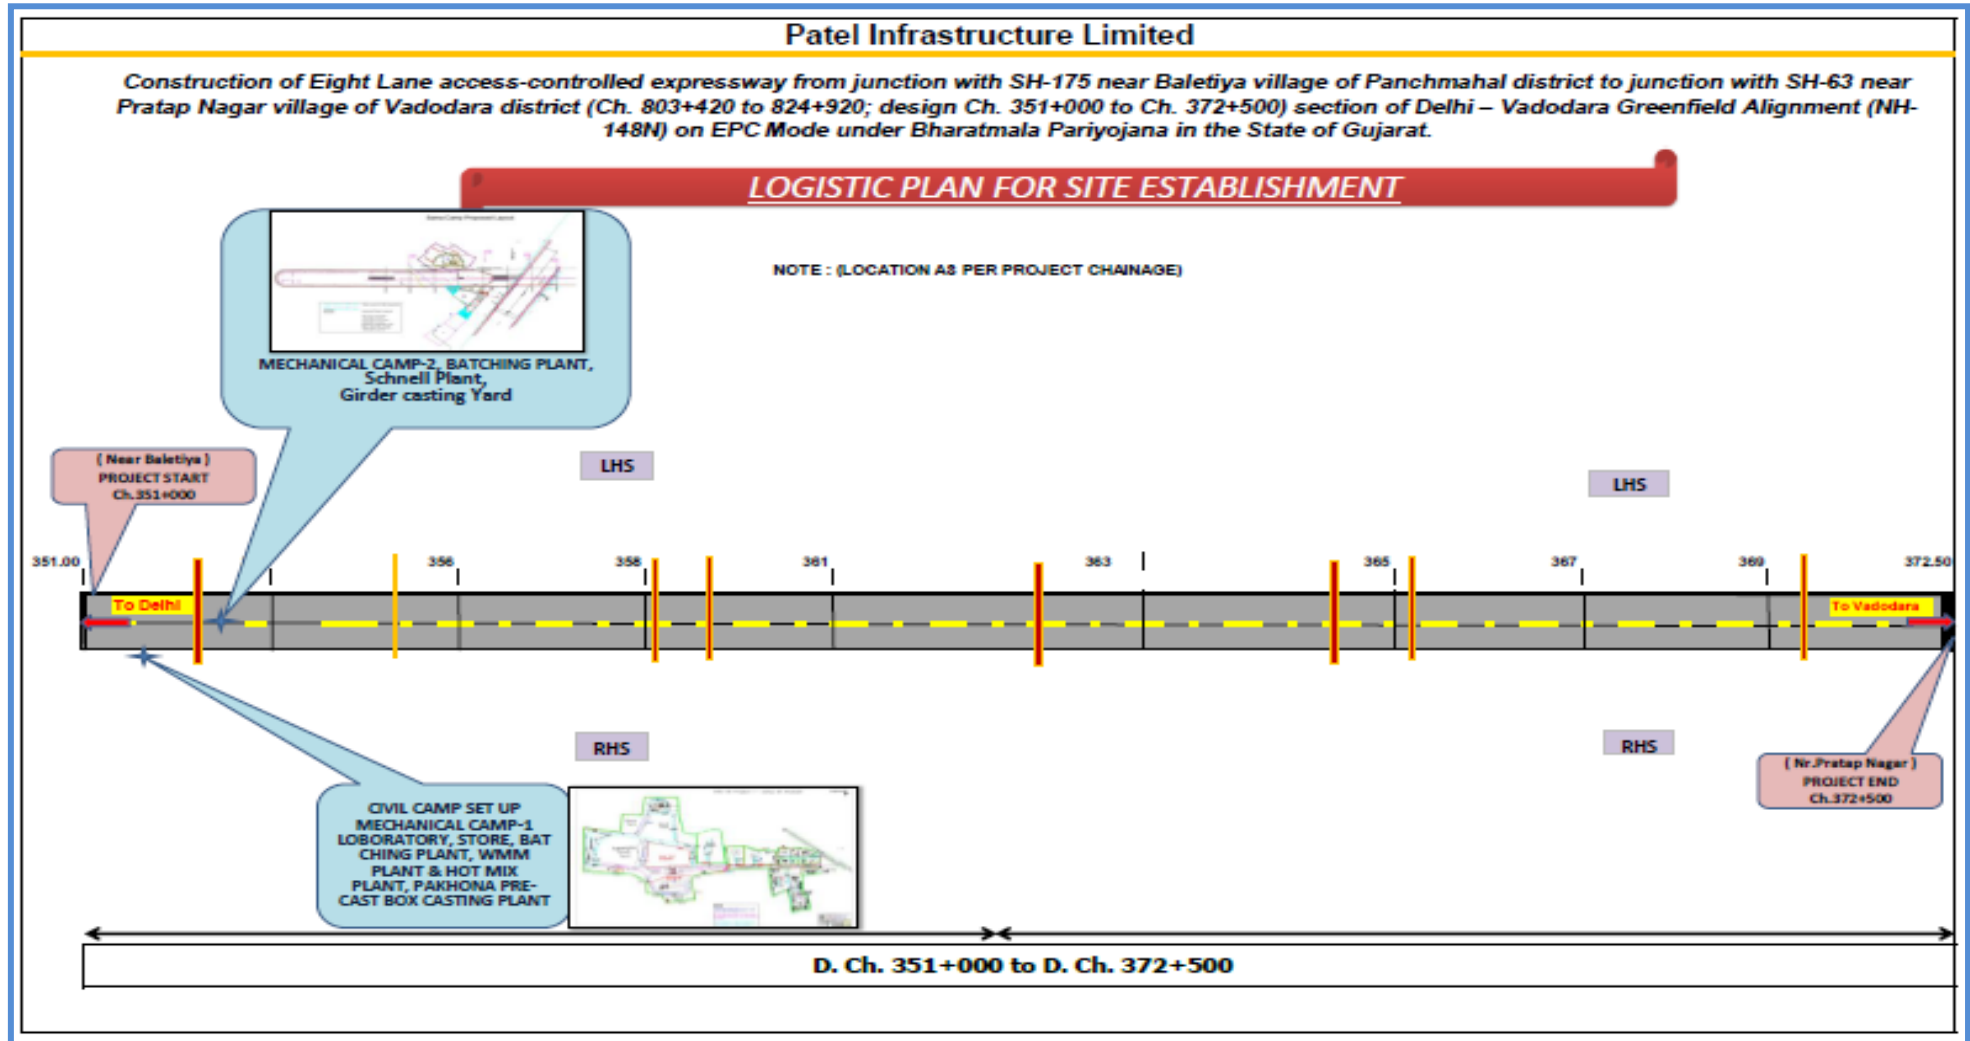 Patel Infrastructure Limited
Construction of Eight Lane access-controlled expressway from junction with SH-175 near Baletiya village of Panchmahal district to junction with SH-63 near
Pratap Nagar village of Vadodara district (Ch. 803+420 to 824+920; design Ch. 351+000 to Ch. 372+500) section of Delhi – Vadodara Greenfield Alignment (NH-
148N) on EPC Mode under Bharatmala Pariyojana in the State of Gujarat.
LOGISTIC PLAN FOR SITE ESTABLISHMENT
NOTE : (LOCATION AS PER PROJECT CHAINAGE)
MECHANICAL CAMP-2, BATCHING PLANT,
Schnell Plant,
Girder casting Yard
( Near Baletiya )
PROJECT START
Ch.351+000
LHS
LHS
351.00 356 358 361 363 365 367 369 372.50
To Delhi
To Vadodara
RHS
RHS
( Nr.Pratap Nagar )
PROJECT END
Ch.372+500
CIVIL CAMP SET UP
MECHANICAL CAMP-1
LOBORATORY, STORE, BAT
CHING PLANT, WMM
PLANT & HOT MIX
PLANT, PAKHONA PRE-
CAST BOX CASTING PLANT
D. Ch. 351+000 to D. Ch. 372+500